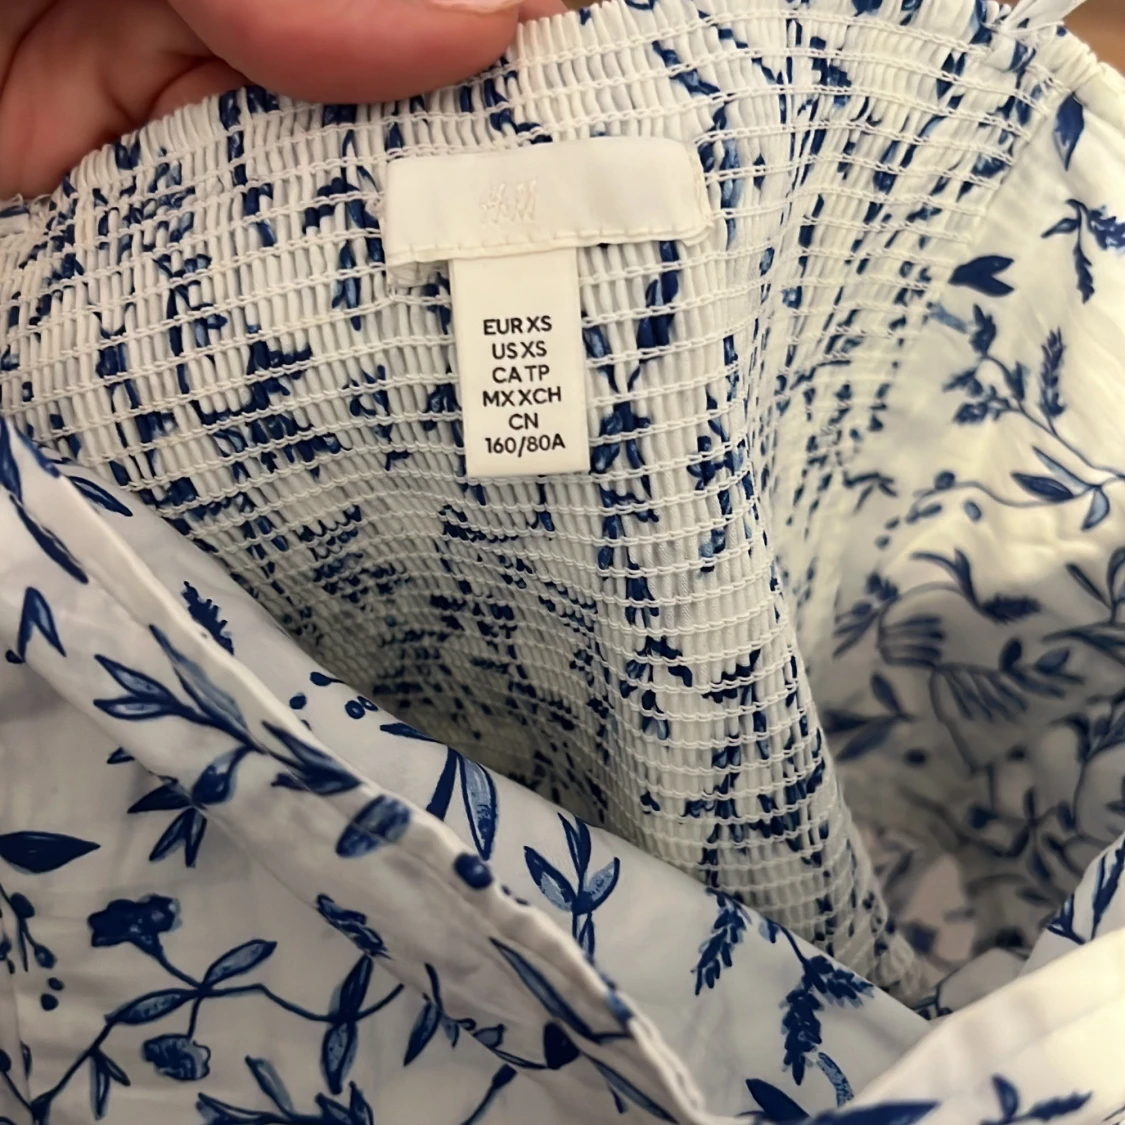 H&M
EUR XS
US XS
CA TP
MX XCH
CN
160/80A